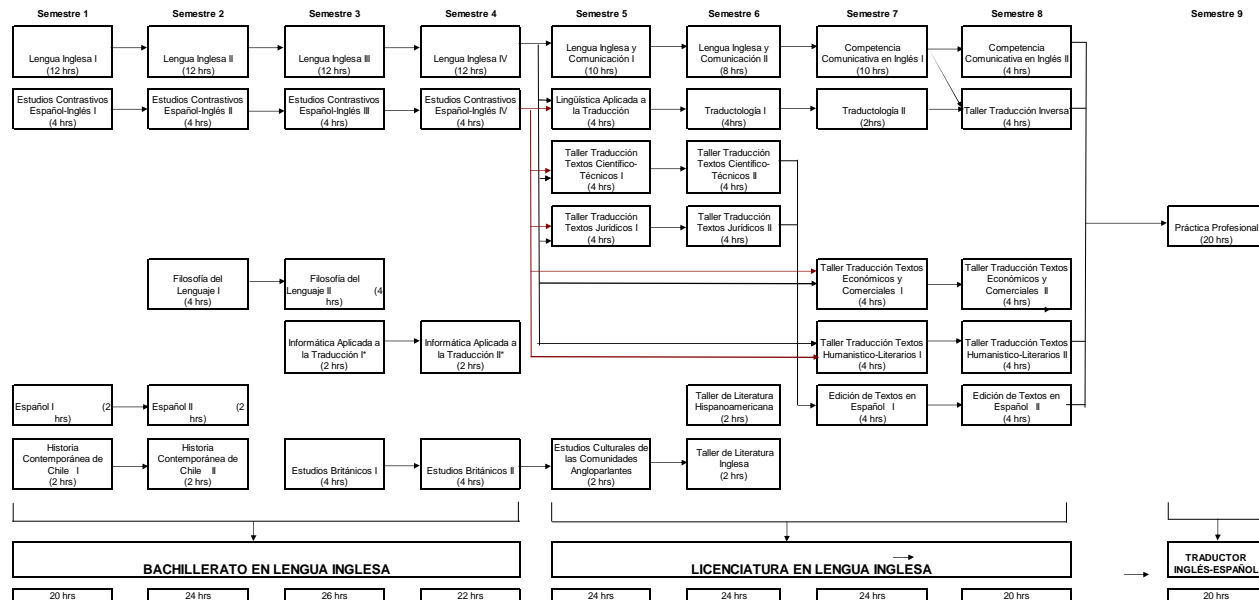 Semestre 1 Semestre 2 Semestre 3 Semestre 4 Semestre 5 Semestre 6 Semestre 7 Semestre 8 Semestre 9
Lengua Inglesa I
(12 hrs)
Lengua Inglesa II
(12 hrs)
Lengua Inglesa III
(12 hrs)
Lengua Inglesa IV
(12 hrs)
Lengua Inglesa y
Comunicación I
(10 hrs)
Lengua Inglesa y
Comunicación II
(8 hrs)
Competencia
Comunicativa en Inglés I
(10 hrs)
Competencia
Comunicativa en Inglés II
(4 hrs)
Estudios Contrastivos
Español-Inglés I
(4 hrs)
Estudios Contrastivos
Español-Inglés II
(4 hrs)
Estudios Contrastivos
Español-Inglés III
(4 hrs)
Estudios Contrastivos
Español-Inglés IV
(4 hrs)
Lingüística Aplicada a
la Traducción
(4 hrs)
Traductología I
(4hrs)
Traductología II
(2hrs)
Taller Traducción Inversa
(4 hrs)
Taller Traducción
Textos Científico-
Técnicos I
(4 hrs)
Taller Traducción
Textos Científico-
Técnicos II
(4 hrs)
Taller Traducción
Textos Jurídicos I
(4 hrs)
Taller Traducción
Textos Jurídicos II
(4 hrs)
Práctica Profesional
(20 hrs)
Filosofía del
Lenguaje I
(4 hrs)
Filosofía del
Lenguaje II (4
hrs)
Taller Traducción Textos
Económicos y
Comerciales I
(4 hrs)
Taller Traducción Textos
Económicos y
Comerciales II
(4 hrs)
Informática Aplicada a
la Traducción I*
(2 hrs)
Informática Aplicada a
la Traducción II*
(2 hrs)
Taller Traducción Textos
Humanistico-Literarios I
(4 hrs)
Taller Traducción Textos
Humanistico-Literarios II
(4 hrs)
Español I (2
hrs)
Español II (2
hrs)
Taller de Literatura
Hispanoamericana
(2 hrs)
Edición de Textos en
Español I
(4 hrs)
Edición de Textos en
Español II
(4 hrs)
Historia
Contemporánea de
Chile I
(2 hrs)
Historia
Contemporánea de
Chile II
(2 hrs)
Estudios Británicos I
(4 hrs)
Estudios Británicos II
(4 hrs)
Estudios Culturales de
las Comunidades
Angloparlantes
(2 hrs)
Taller de Literatura
Inglesa
(2 hrs)
BACHILLERATO EN LENGUA INGLESA
LICENCIATURA EN LENGUA INGLESA
TRADUCTOR
INGLÉS-ESPAÑOL
20 hrs 24 hrs 26 hrs 22 hrs 24 hrs 24 hrs 24 hrs 20 hrs 20 hrs